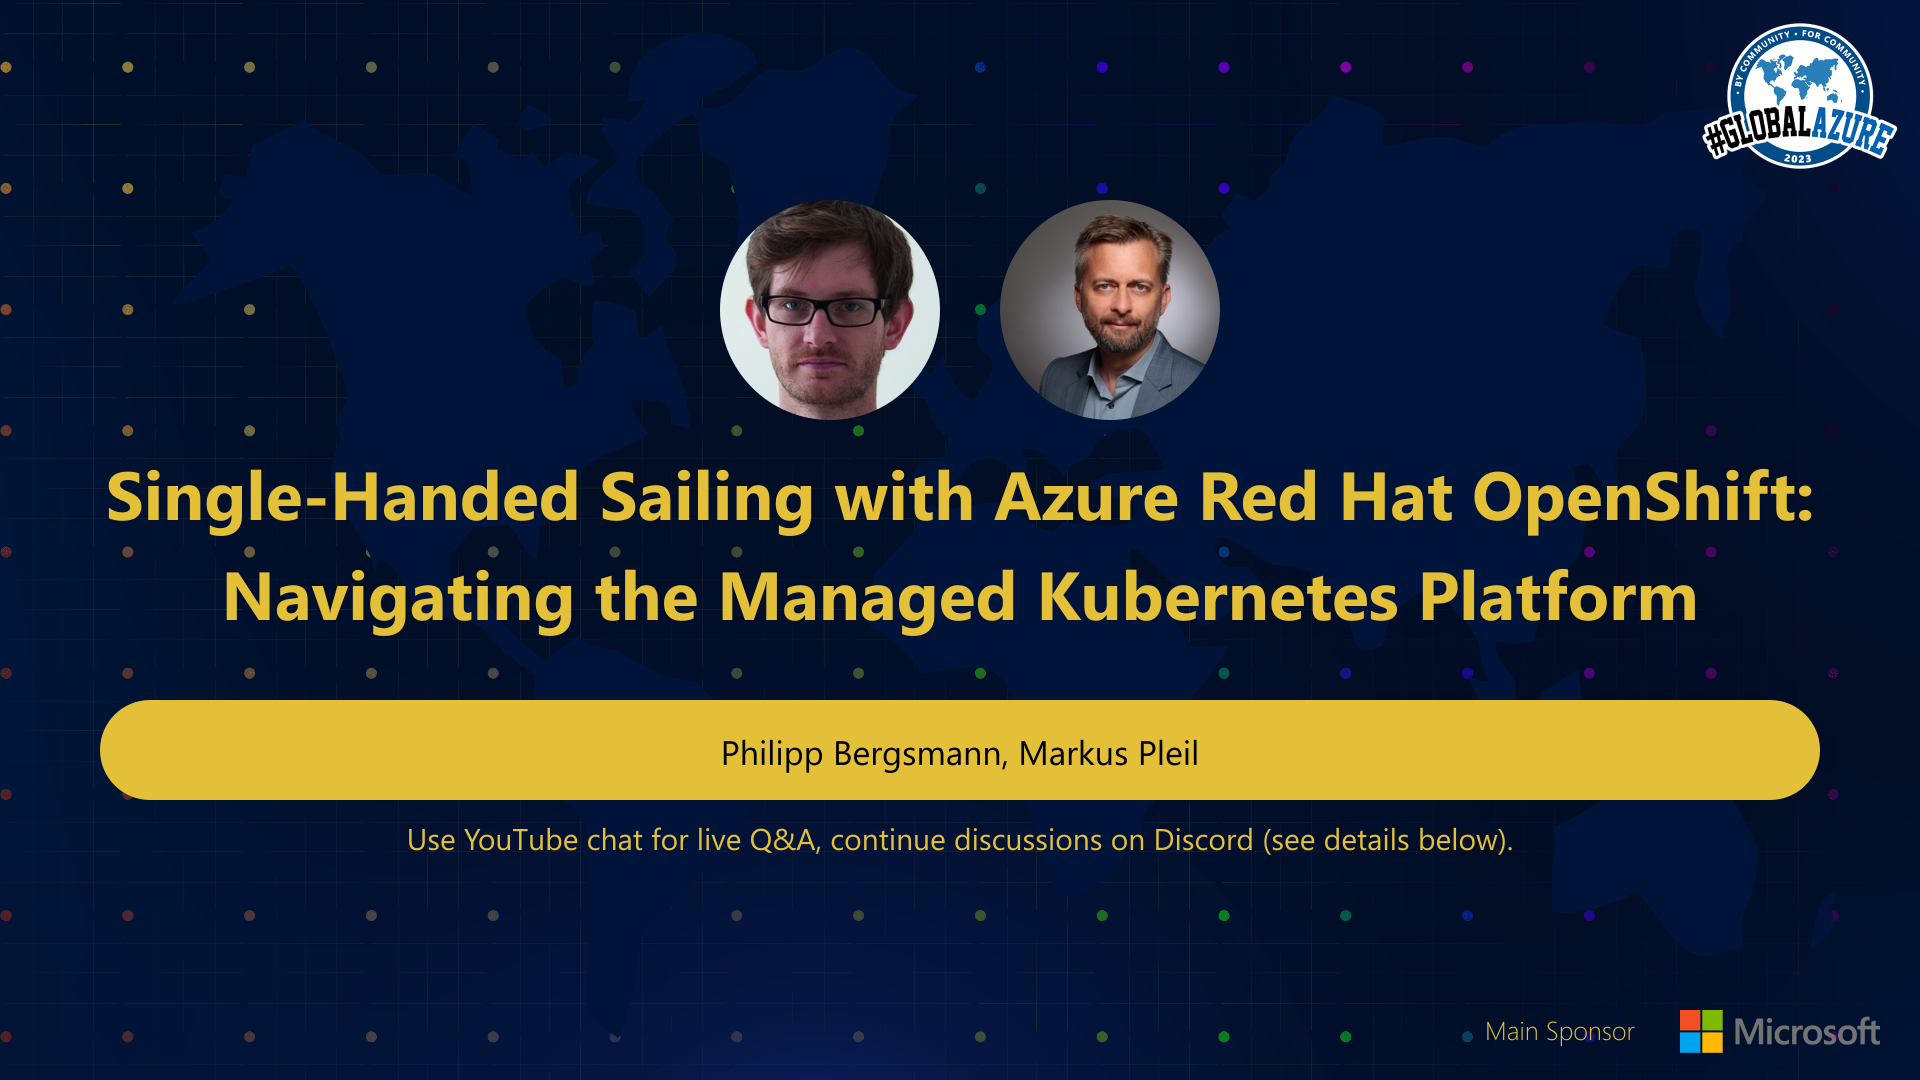 • BY COMMUNITY • FOR COMMUNITY •
#GLOBALAZURE
2023
Single-Handed Sailing with Azure Red Hat OpenShift:
Navigating the Managed Kubernetes Platform
Philipp Bergsmann, Markus Pleil
Use YouTube chat for live Q&A, continue discussions on Discord (see details below).
Main Sponsor
Microsoft